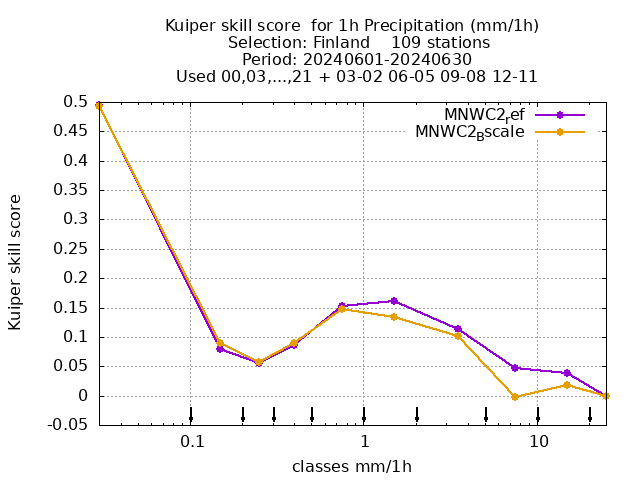 Kuiper skill score  for 1h Precipitation (mm/1h)
Selection: Finland    109 stations
Period: 20240601-20240630
Used 00,03,...,21 + 03-02 06-05 09-08 12-11
MNWC2ref
MNWC2Bscale
0.5
0.45
0.4
0.35
0.3
0.25
0.2
0.15
0.1
0.05
0
-0.05
Kuiper skill score
0.1 1 10
classes mm/1h